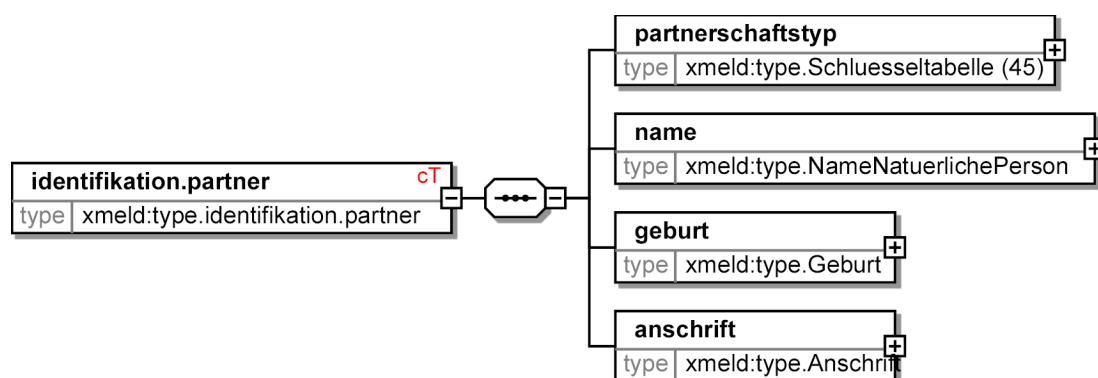 partnerschaftstyp
type xmeld:type.Schluesseltabelle (45)
name
type xmeld:type.NameNatuerlichePerson
identifikation.partner cT
type xmeld:type.identifikation.partner
geburt
type xmeld:type.Geburt
anschrift
type xmeld:type.Anschrift